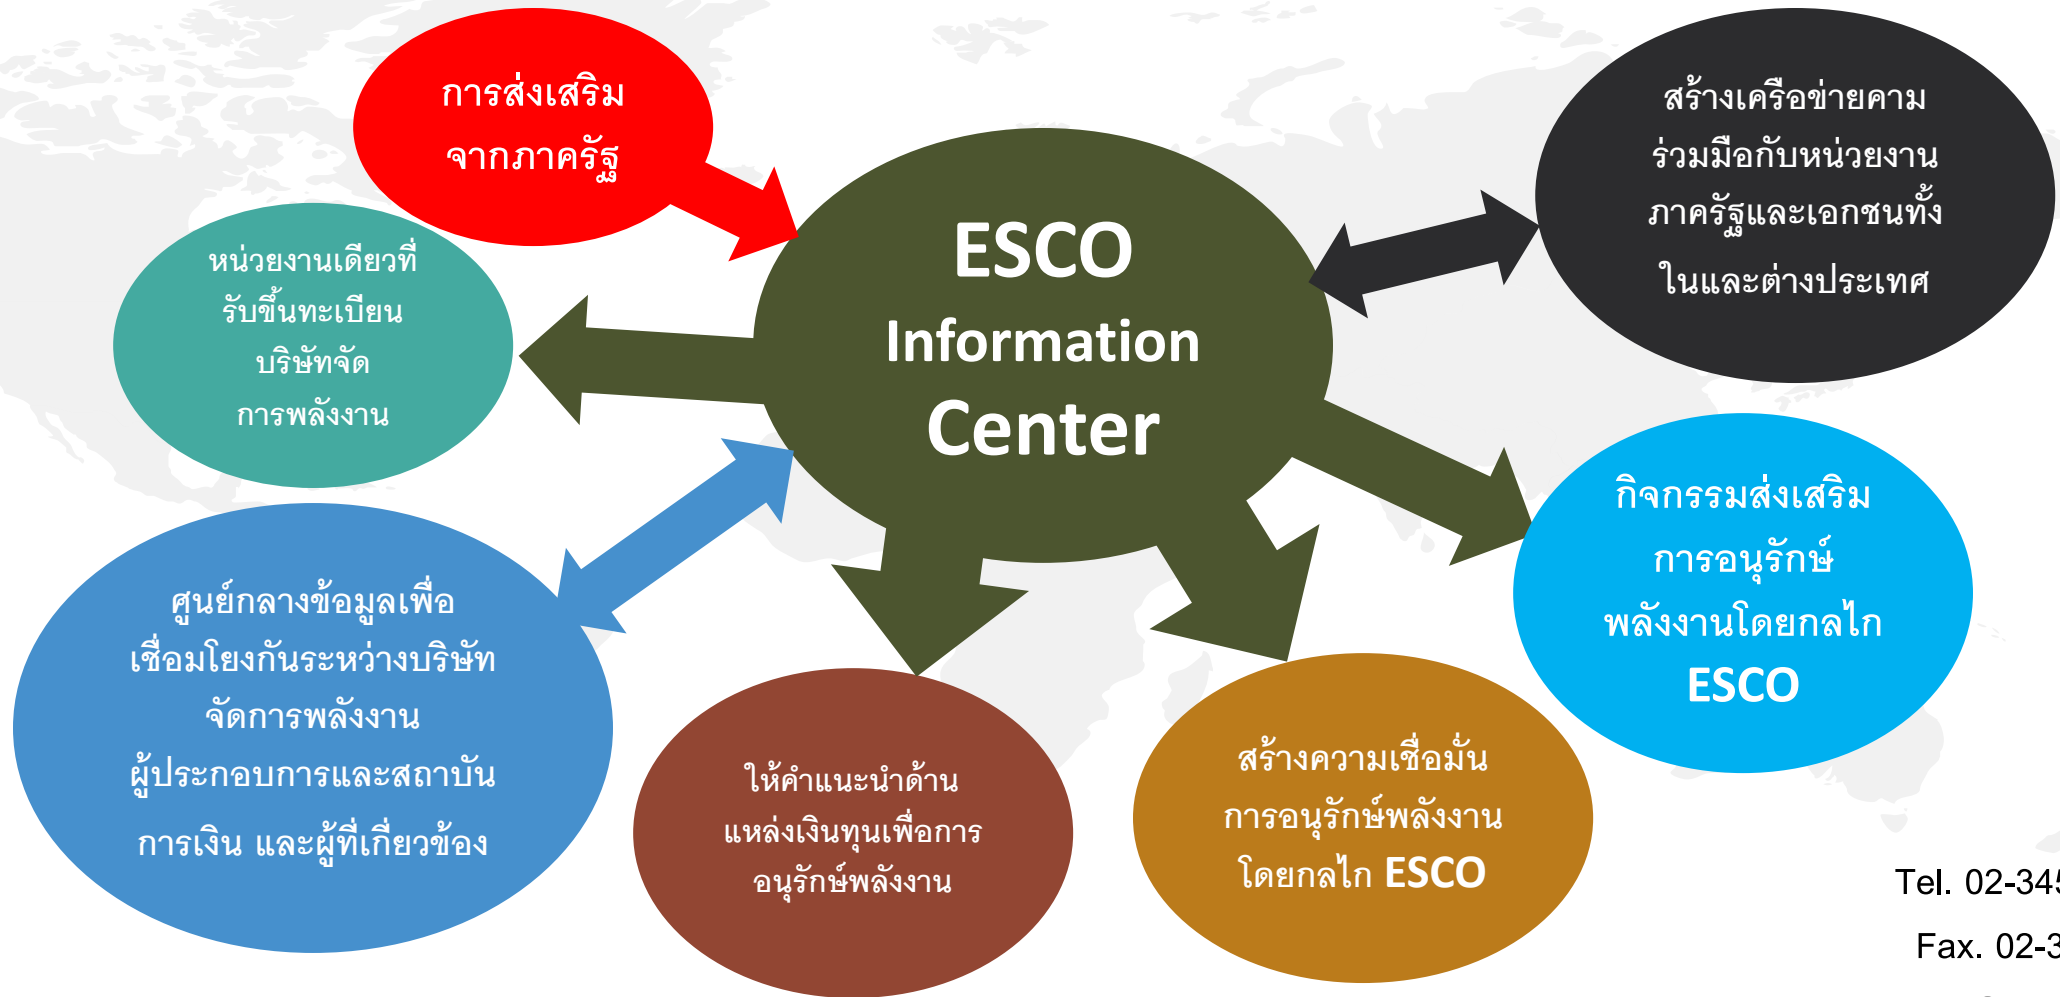 การส่งเสริม
จากภาครัฐ
หน่วยงานเดียวที่
รับขึ้นทะเบียน
บริษัทจัด
การพลังงาน
ศูนย์กลางข้อมูลเพื่อ
เชื่อมโยงกันระหว่างบริษัท
จัดการพลังงาน
ผู้ประกอบการและสถาบัน
การเงิน และผู้ที่เกี่ยวข้อง
ESCO
Information
Center
ให้คำแนะนำด้าน
แหล่งเงินทุนเพื่อการ
อนุรักษ์พลังงาน
สร้างความเชื่อมั่น
การอนุรักษ์พลังงาน
โดยกลไก ESCO
สร้างเครือข่ายคาม
ร่วมมือกับหน่วยงาน
ภาครัฐและเอกชนทั้ง
ในและต่างประเทศ
กิจกรรมส่งเสริม
การอนุรักษ์
พลังงานโดยกลไก
ESCO
Tel. 02-345
Fax. 02-3